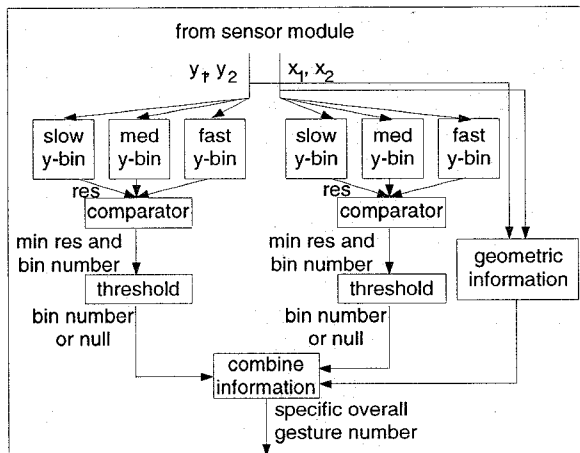 from sensor module
y1, y2
x1, x2
slow
y-bin
med
y-bin
fast
y-bin
slow
y-bin
med
y-bin
fast
y-bin
res
res
comparator
comparator
min res and
bin number
min res and
bin number
geometric
information
threshold
threshold
bin number
or null
bin number
or null
combine
information
specific overall
gesture number